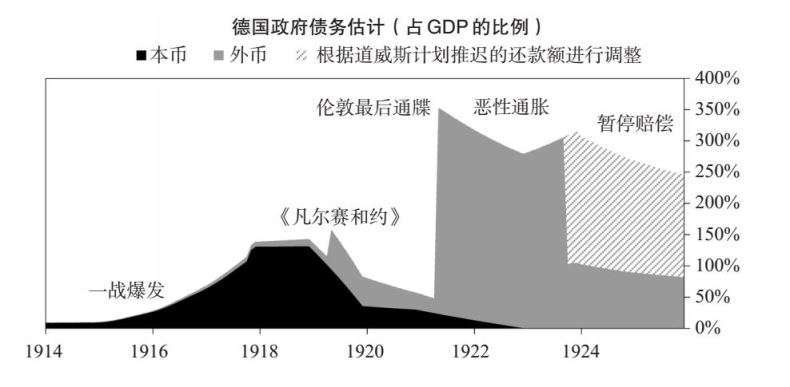 德国政府债务估计（占GDP的比例）
■本币 ■外币 根据道威斯计划推迟的还款额进行调整
400%
伦敦最后通牒 恶性通胀
350%
暂停赔偿
300%
250%
《凡尔赛和约》
200%
150%
100%
一战爆发
50%
0%
1914 1916 1918 1920 1922 1924